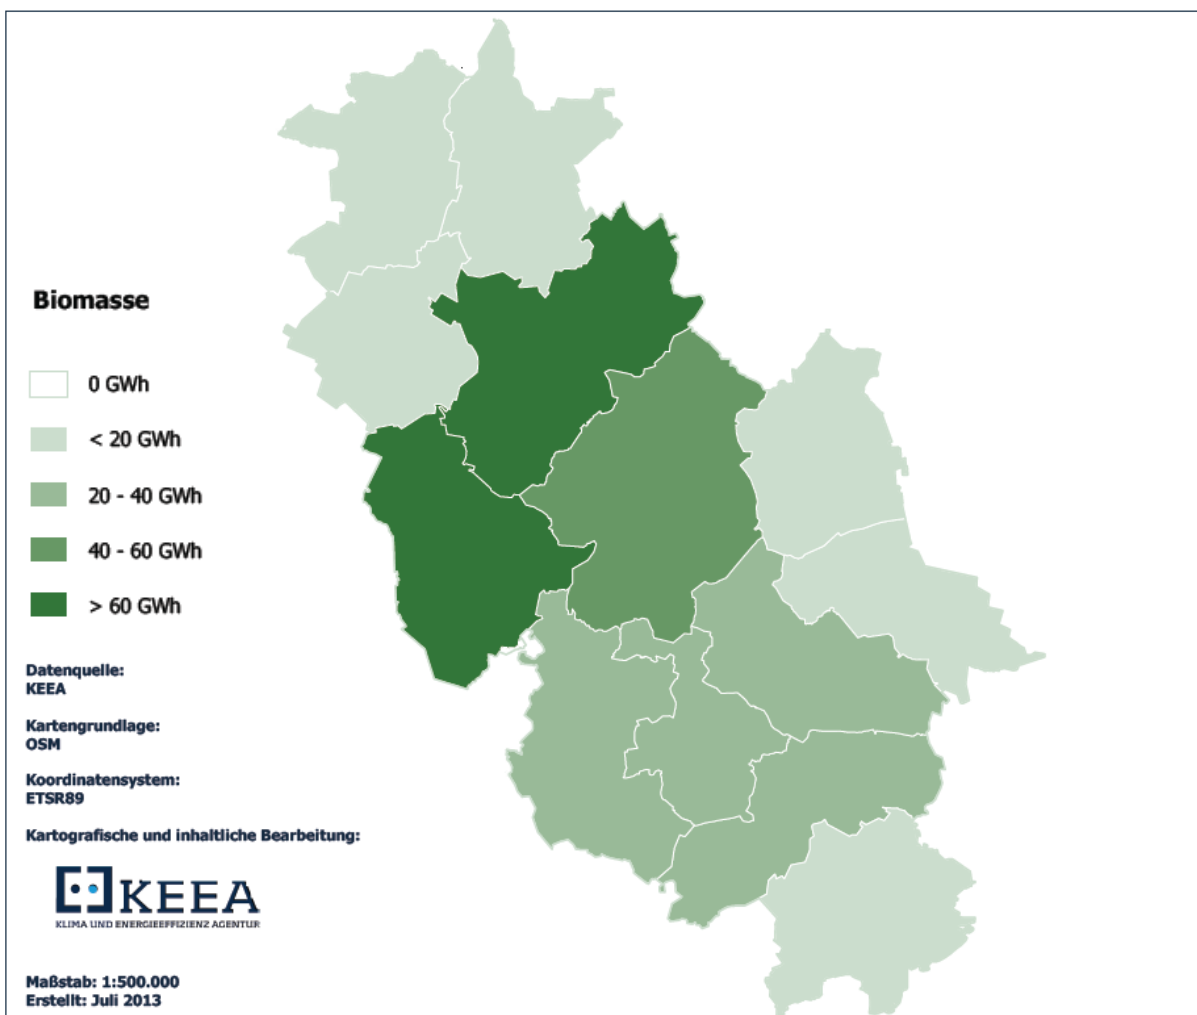 Biomasse
0 GWh
< 20 GWh
20 - 40 GWh
40 - 60 GWh
> 60 GWh
Datenquelle:
KEEA
Kartengrundlage:
OSM
Koordinatensystem:
ETSR89
Kartografische und inhaltliche Bearbeitung:
KEEA
KLIMA UND ENERGIEEFFIZIENZ AGENTUR
Maßstab: 1:500.000
Erstellt: Juli 2013